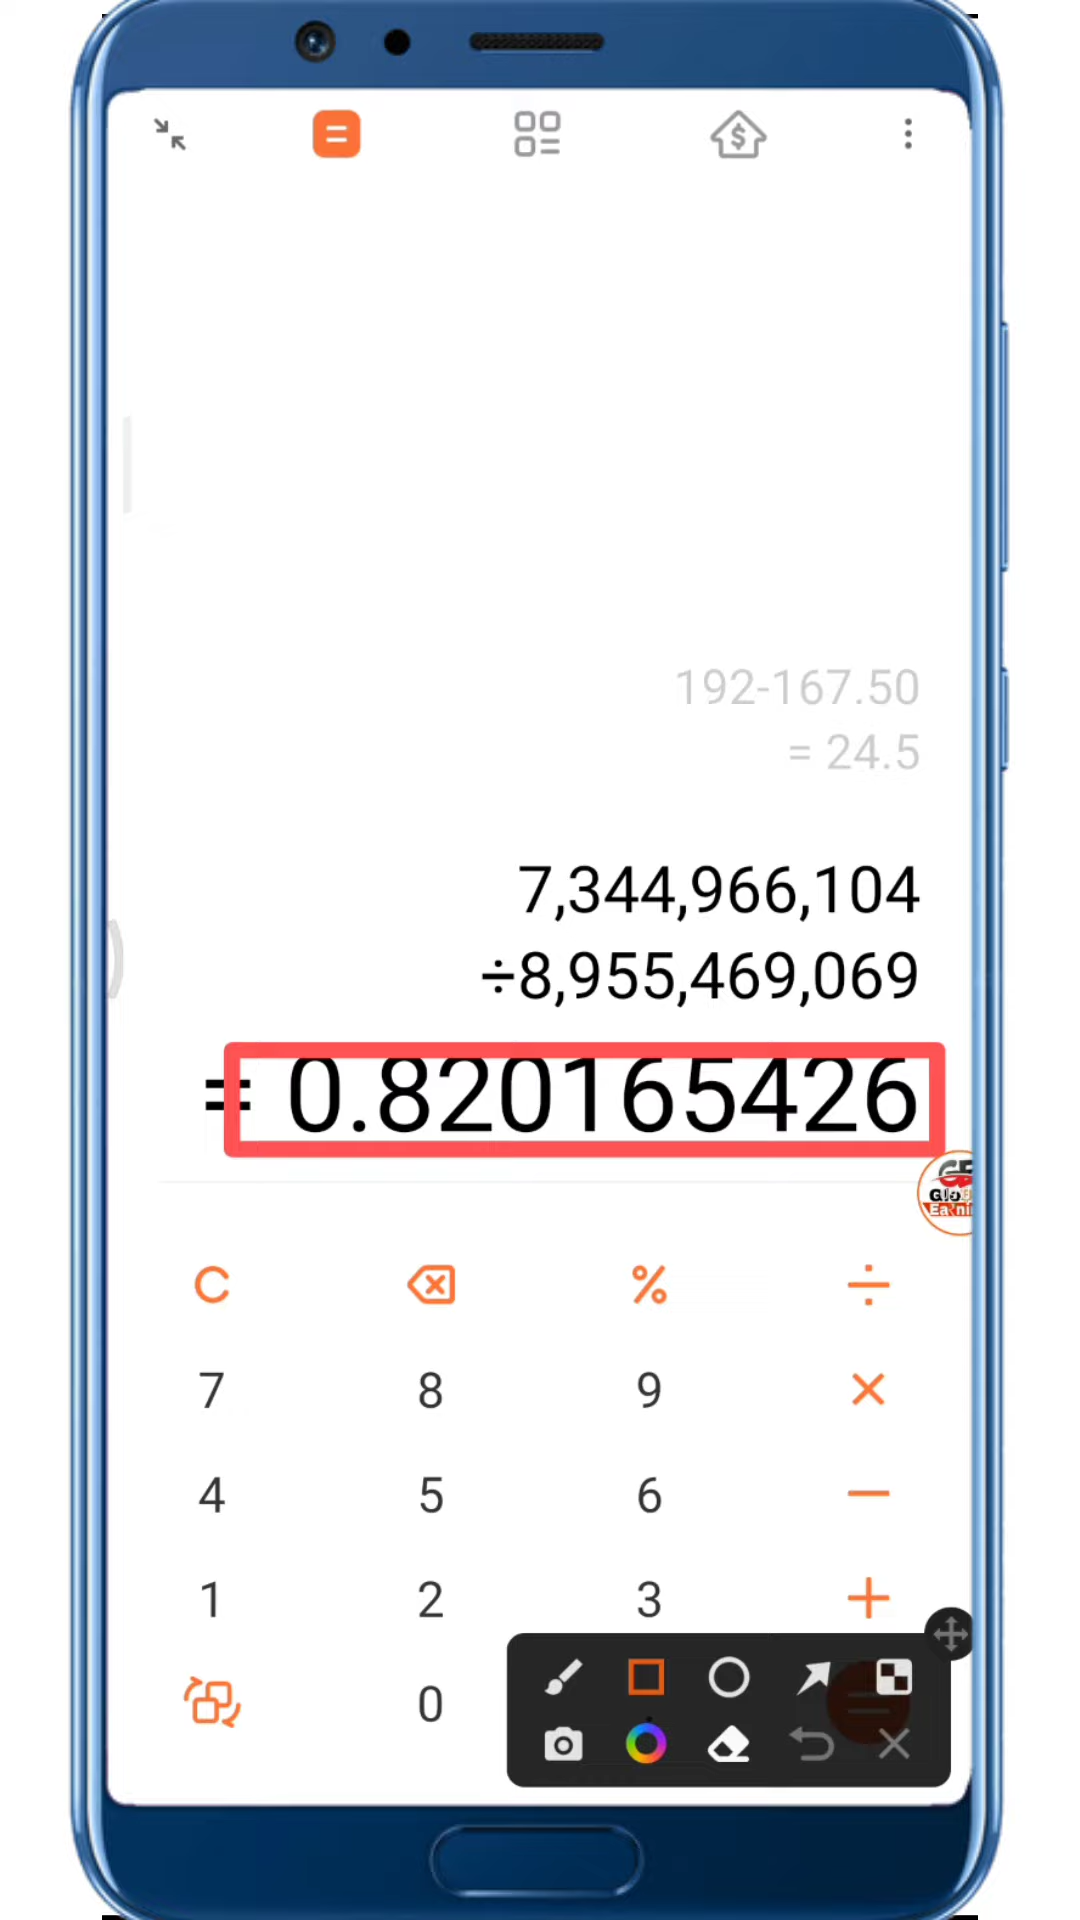 192-167.50
= 24.5
7,344,966,104
÷8,955,469,069
= 0.820165426
C % ÷
7 8 9 ×
4 5 6 −
1 2 3 +
0